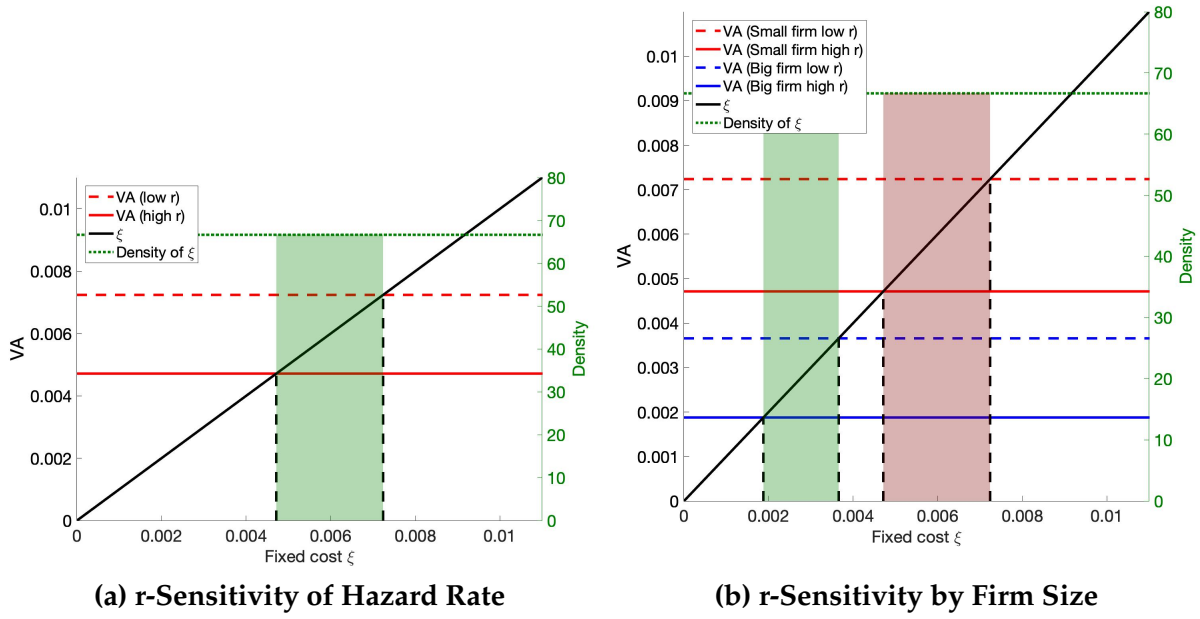 VA (low r)
VA (high r)
ξ
Density of ξ
0.01
0.008
0.006
0.004
0.002
0
VA
80
70
60
50
40
30
20
10
0
Density
0 0.002 0.004 0.006 0.008 0.01
Fixed cost ξ
(a) r-Sensitivity of Hazard Rate
VA (Small firm low r)
VA (Small firm high r)
VA (Big firm low r)
VA (Big firm high r)
ξ
Density of ξ
0.01
0.009
0.008
0.007
0.006
0.005
0.004
0.003
0.002
0.001
0
VA
80
70
60
50
40
30
20
10
0
Density
0 0.002 0.004 0.006 0.008 0.01
Fixed cost ξ
(b) r-Sensitivity by Firm Size